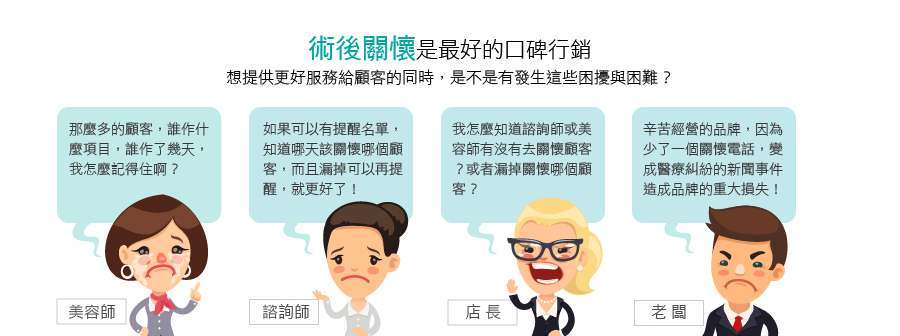 術後關懷是最好的口碑行銷
想提供更好服務給顧客的同時，是不是有發生這些困擾與困難？
那麼多的顧客，誰作什
麼項目，誰作了幾天，
我怎麼記得住啊？
如果可以有提醒名單，
知道哪天該關懷哪個顧
客，而且漏掉可以再提
醒，就更好了！
我怎麼知道諮詢師或美
容師有沒有去關懷顧客
？或者漏掉關懷哪個顧
客？
辛苦經營的品牌，因為
少了一個關懷電話，變
成醫療糾紛的新聞事件
造成品牌的重大損失！
美容師
諮詢師
店 長
老 闆